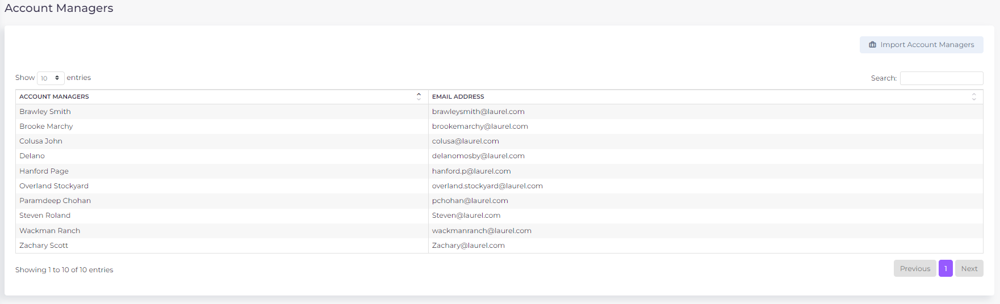 Account Managers
Import Account Managers
Show 10 entries
Search:
ACCOUNT MANAGERS EMAIL ADDRESS
Brawley Smith brawleysmith@laurel.com
Brooke Marchy brookemarchy@laurel.com
Colusa John colusa@laurel.com
Delano delanomosby@laurel.com
Hanford Page hanford.p@laurel.com
Overland Stockyard overland.stockyard@laurel.com
Paramdeep Chohan pchohan@laurel.com
Steven Roland Steven@laurel.com
Wackman Ranch wackmanranch@laurel.com
Zachary Scott Zachary@laurel.com
Showing 1 to 10 of 10 entries
Previous 1 Next